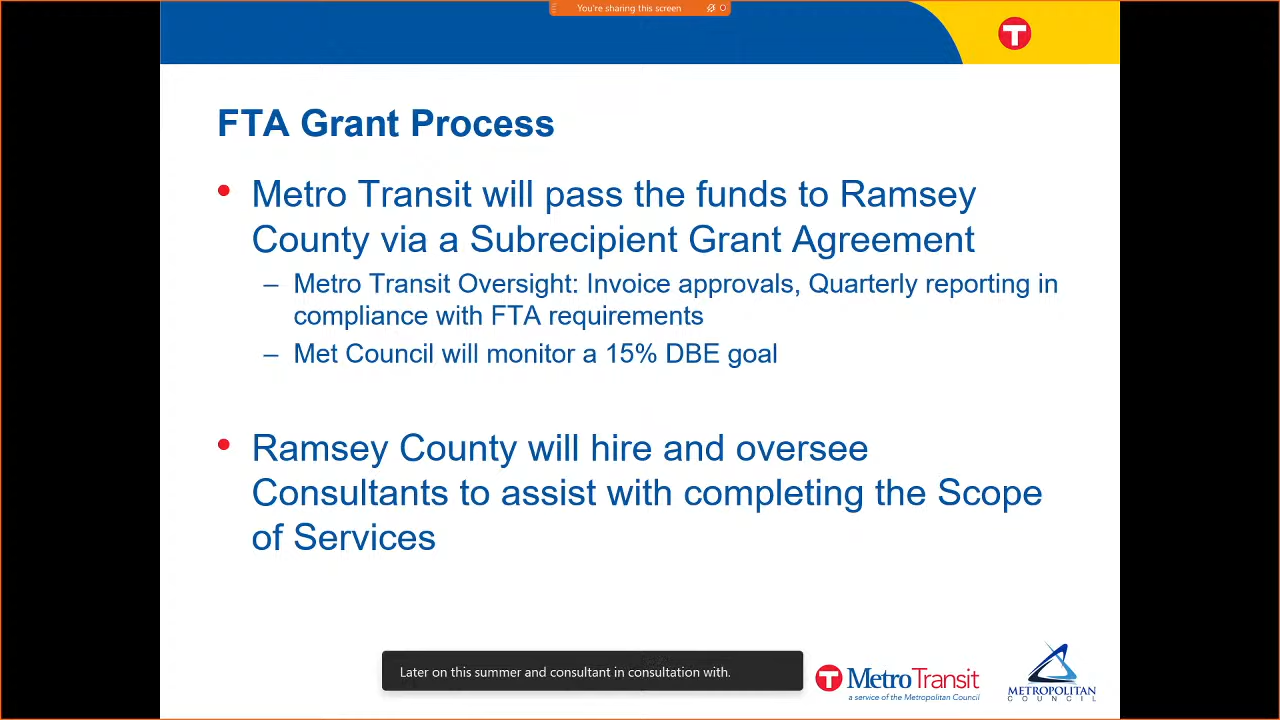 You're sharing this screen
T
FTA Grant Process
• Metro Transit will pass the funds to Ramsey
County via a Subrecipient Grant Agreement
– Metro Transit Oversight: Invoice approvals, Quarterly reporting in
compliance with FTA requirements
– Met Council will monitor a 15% DBE goal
• Ramsey County will hire and oversee
Consultants to assist with completing the Scope
of Services
Later on this summer and consultant in consultation with.
T MetroTransit
a service of the Metropolitan Council
METROPOLITAN
COUNCIL